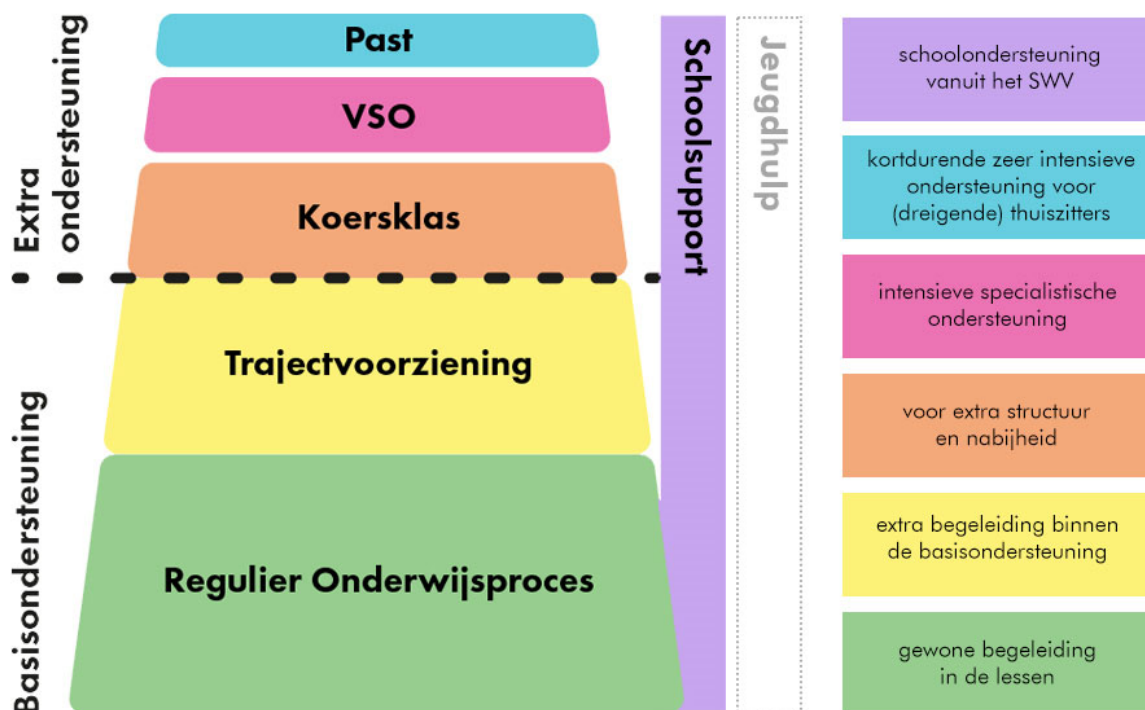 Extra
ondersteuning
Basisondersteuning
Past
VSO
Koersklas
Trajectvoorziening
Regulier Onderwijsproces
Schoolsupport
Jeugdhulp
schoolondersteuning
vanuit het SWV
kortdurende zeer intensieve
ondersteuning voor
(dreigende) thuiszitters
intensieve specialistische
ondersteuning
voor extra structuur
en nabijheid
extra begeleiding binnen
de basisondersteuning
gewone begeleiding
in de lessen